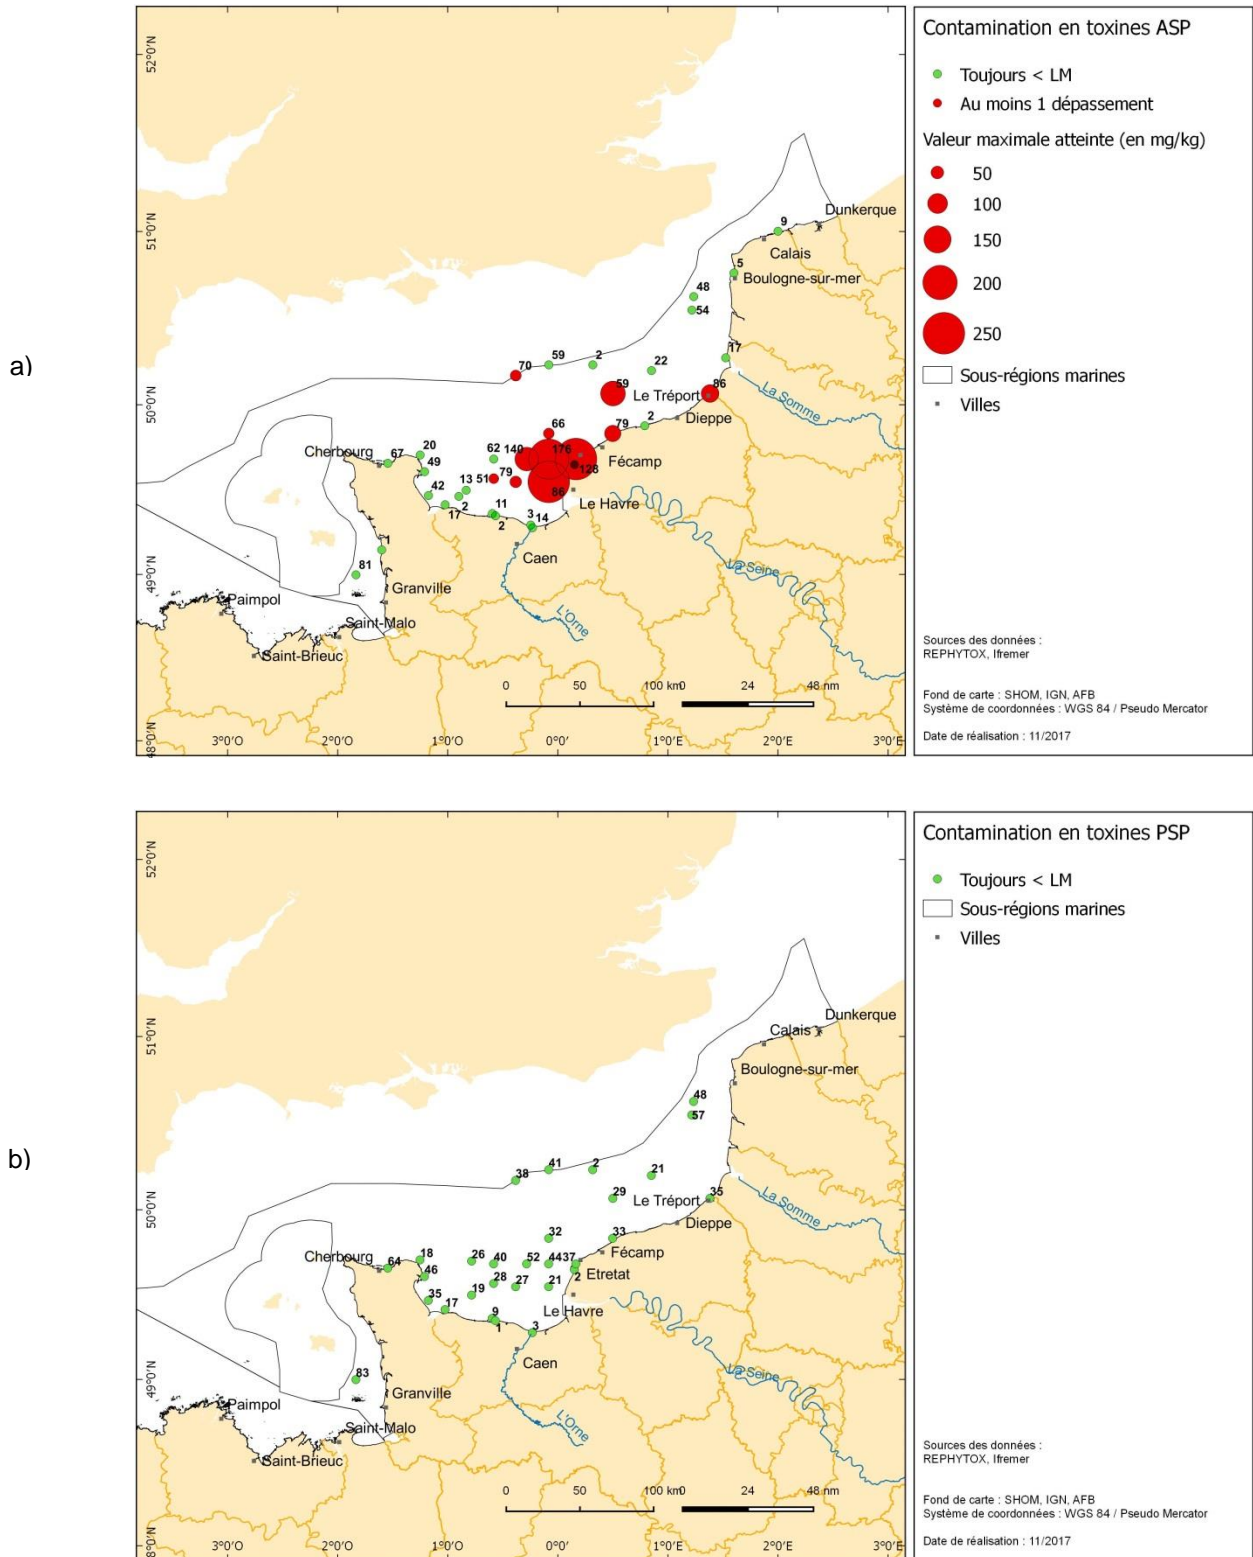 a)
52°0'N
51°0'N
50°0'N
49°0'N
48°0'N
9
Dunkerque
Calais
5
Boulogne-sur-mer
48
54
17
La Somme
59
2
22
70
59
Le Tréport
86
2
Dieppe
79
66
Fécamp
176
140
128
86
Le Havre
62
79
51
Cherbourg
67
20
49
42
13
2
17
11
2
3
14
Caen
La Seine
L'Orne
1
81
Granville
Paimpol
Saint-Malo
Saint-Brieuc
0 50 100 km
0 24 48 nm
3°0'O 2°0'O 1°0'O 0°0' 1°0'E 2°0'E 3°0'E
Contamination en toxines ASP
Toujours < LM
Au moins 1 dépassement
Valeur maximale atteinte (en mg/kg)
50
100
150
200
250
Sous-régions marines
Villes
Sources des données :
REPHYTOX, Ifremer
Fond de carte : SHOM, IGN, AFB
Système de coordonnées : WGS 84 / Pseudo Mercator
Date de réalisation : 11/2017
b)
52°0'N
51°0'N
50°0'N
49°0'N
48°0'N
Dunkerque
Calais
Boulogne-sur-mer
48
57
La Somme
38
41
2
21
29
Le Tréport
35
Dieppe
33
Fécamp
32
Etretat
2
Le Havre
26
40
52
44
37
28
27
21
19
Cherbourg
64
18
46
35
17
9
1
3
Caen
La Seine
L'Orne
83
Granville
Paimpol
Saint-Malo
Saint-Brieuc
0 50 100 km
0 24 48 nm
3°0'O 2°0'O 1°0'O 0°0' 1°0'E 2°0'E 3°0'E
Contamination en toxines PSP
Toujours < LM
Sous-régions marines
Villes
Sources des données :
REPHYTOX, Ifremer
Fond de carte : SHOM, IGN, AFB
Système de coordonnées : WGS 84 / Pseudo Mercator
Date de réalisation : 11/2017